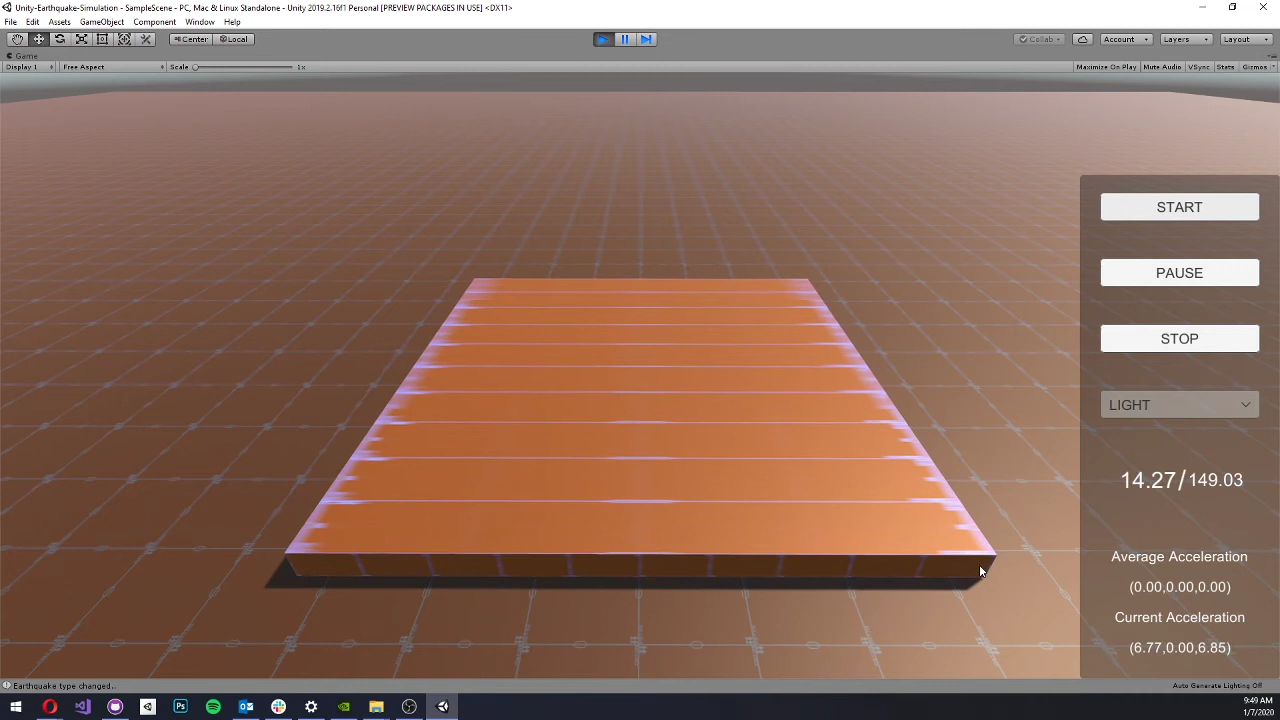 Unity-Earthquake-Simulation - SampleScene - PC, Mac & Linux Standalone - Unity 2019.2.16f1 Personal [PREVIEW PACKAGES IN USE] <DX11>
File Edit Assets GameObject Component Window Help
Center Local Collab Account Layers Layout
Game
Display 1 Free Aspect Scale 1x Maximize On Play Mute Audio VSync Stats Gizmos
START
PAUSE
STOP
LIGHT
14.27/149.03
Average Acceleration
(0.00,0.00,0.00)
Current Acceleration
(6.77,0.00,6.85)
Earthquake type changed.. Auto Generate Lighting Off
9:49 AM
1/7/2020